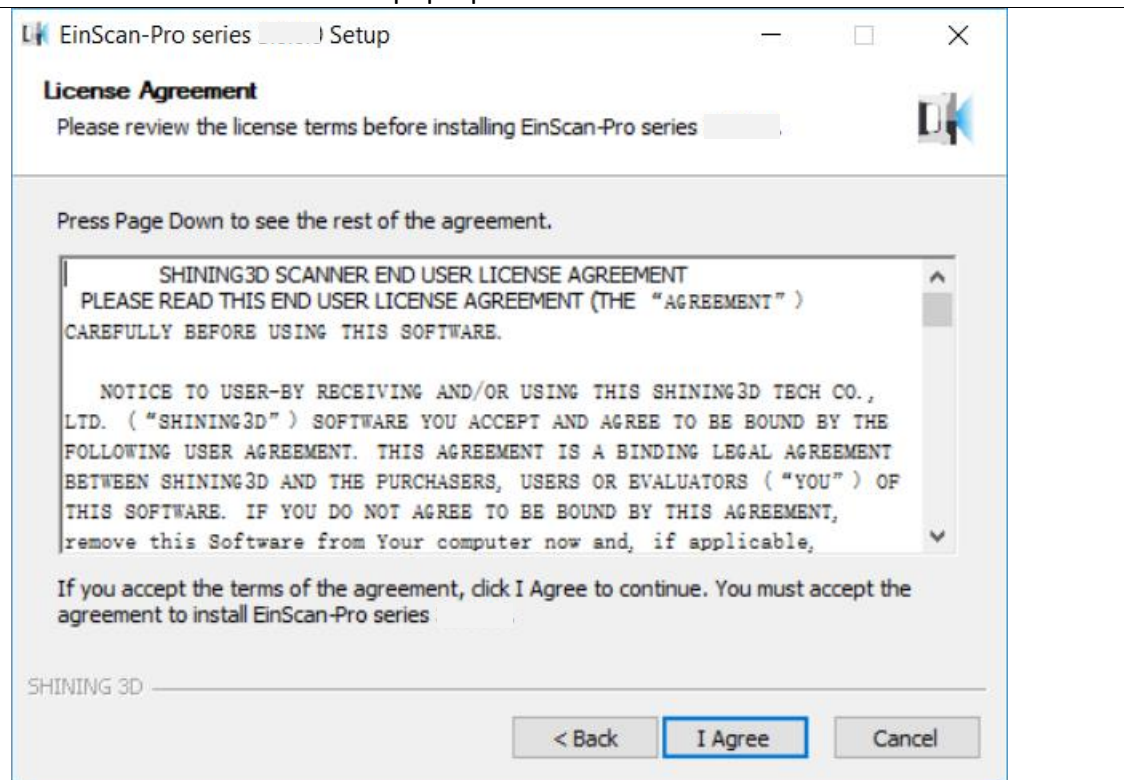 EinScan-Pro series Setup
License Agreement
Please review the license terms before installing EinScan-Pro series .
Press Page Down to see the rest of the agreement.
SHINING3D SCANNER END USER LICENSE AGREEMENT
PLEASE READ THIS END USER LICENSE AGREEMENT (THE “AGREEMENT”)
CAREFULLY BEFORE USING THIS SOFTWARE.
NOTICE TO USER-BY RECEIVING AND/OR USING THIS SHINING3D TECH CO.,
LTD. (“SHINING3D”) SOFTWARE YOU ACCEPT AND AGREE TO BE BOUND BY THE
FOLLOWING USER AGREEMENT. THIS AGREEMENT IS A BINDING LEGAL AGREEMENT
BETWEEN SHINING3D AND THE PURCHASERS, USERS OR EVALUATORS (“YOU”) OF
THIS SOFTWARE. IF YOU DO NOT AGREE TO BE BOUND BY THIS AGREEMENT,
remove this Software from Your computer now and, if applicable,
If you accept the terms of the agreement, click I Agree to continue. You must accept the
agreement to install EinScan-Pro series
SHINING 3D
< Back I Agree Cancel